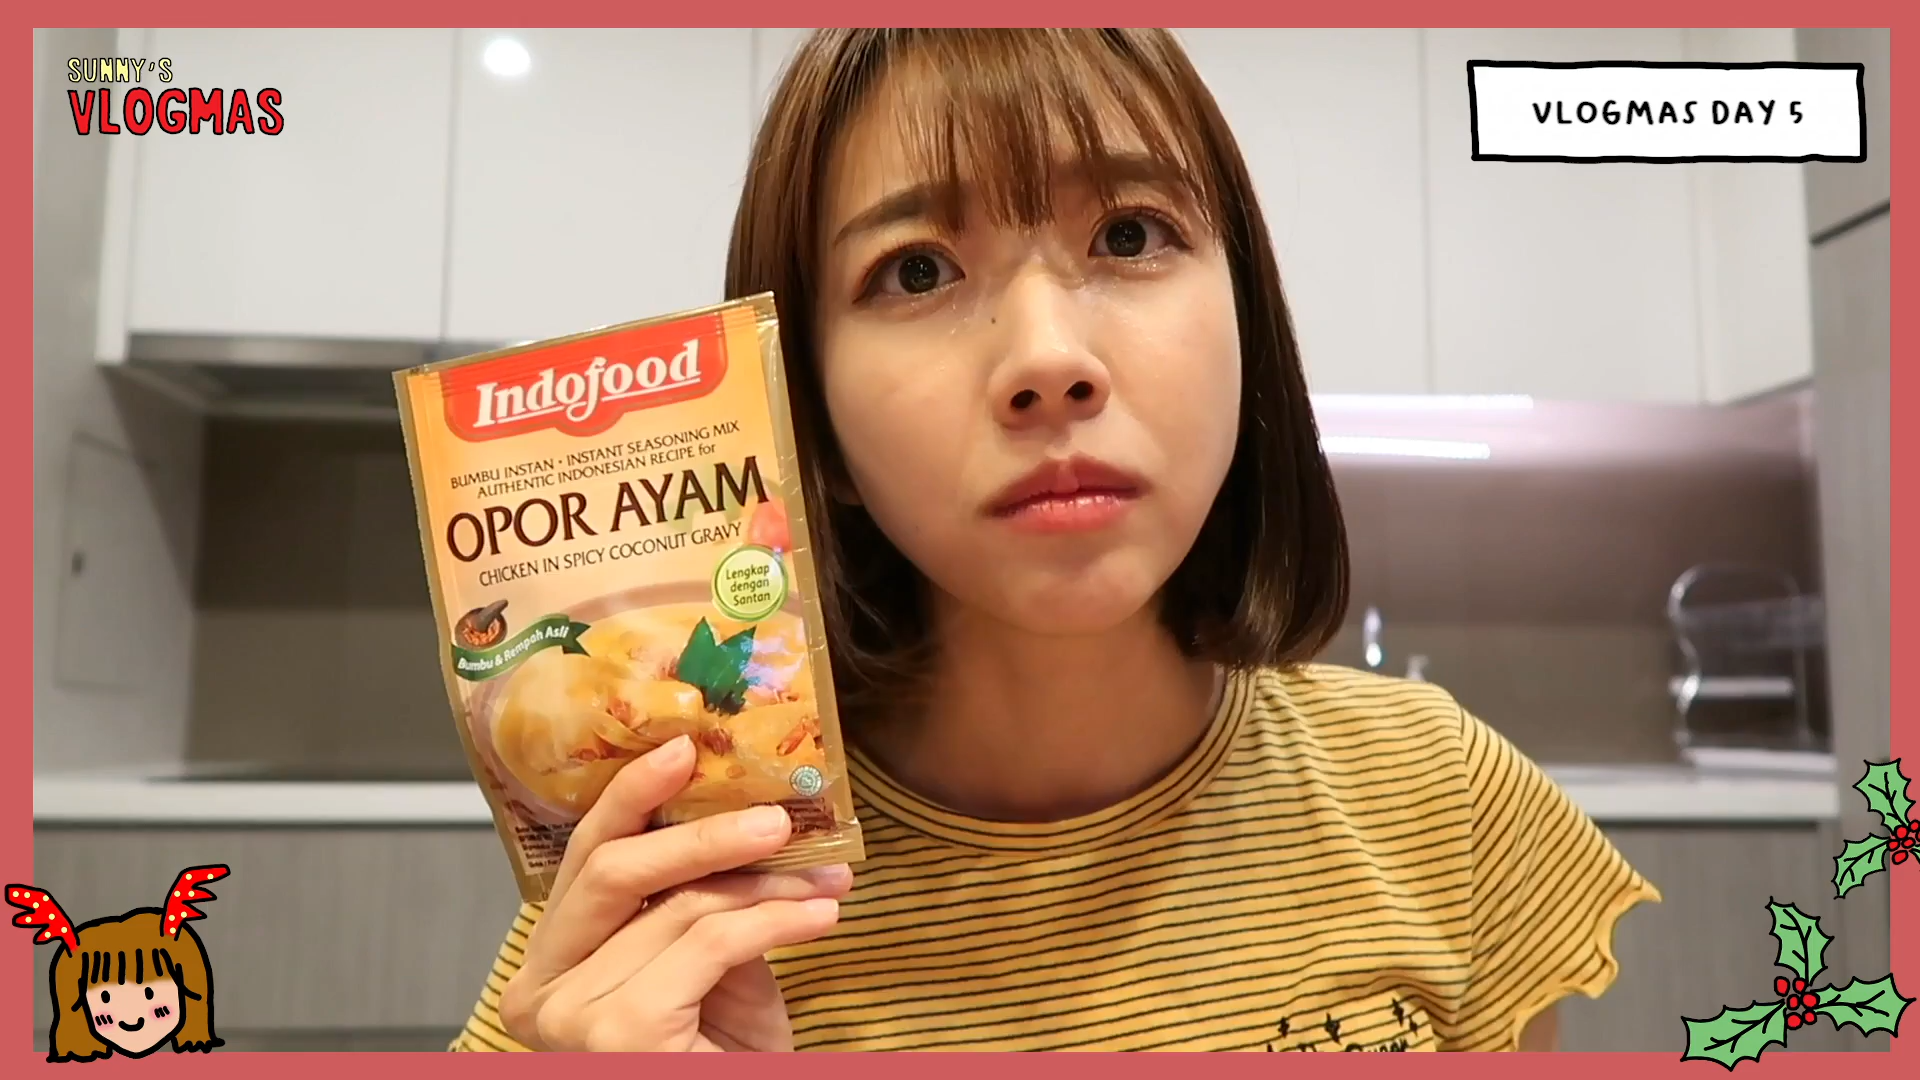 SUNNY'S
VLOGMAS
VLOGMAS DAY 5
Indofood
BUMBU INSTAN • INSTANT SEASONING MIX
AUTHENTIC INDONESIAN RECIPE for
OPOR AYAM
CHICKEN IN SPICY COCONUT GRAVY
Lengkap
dengan
Santan
Bumbu & Rempah Asli